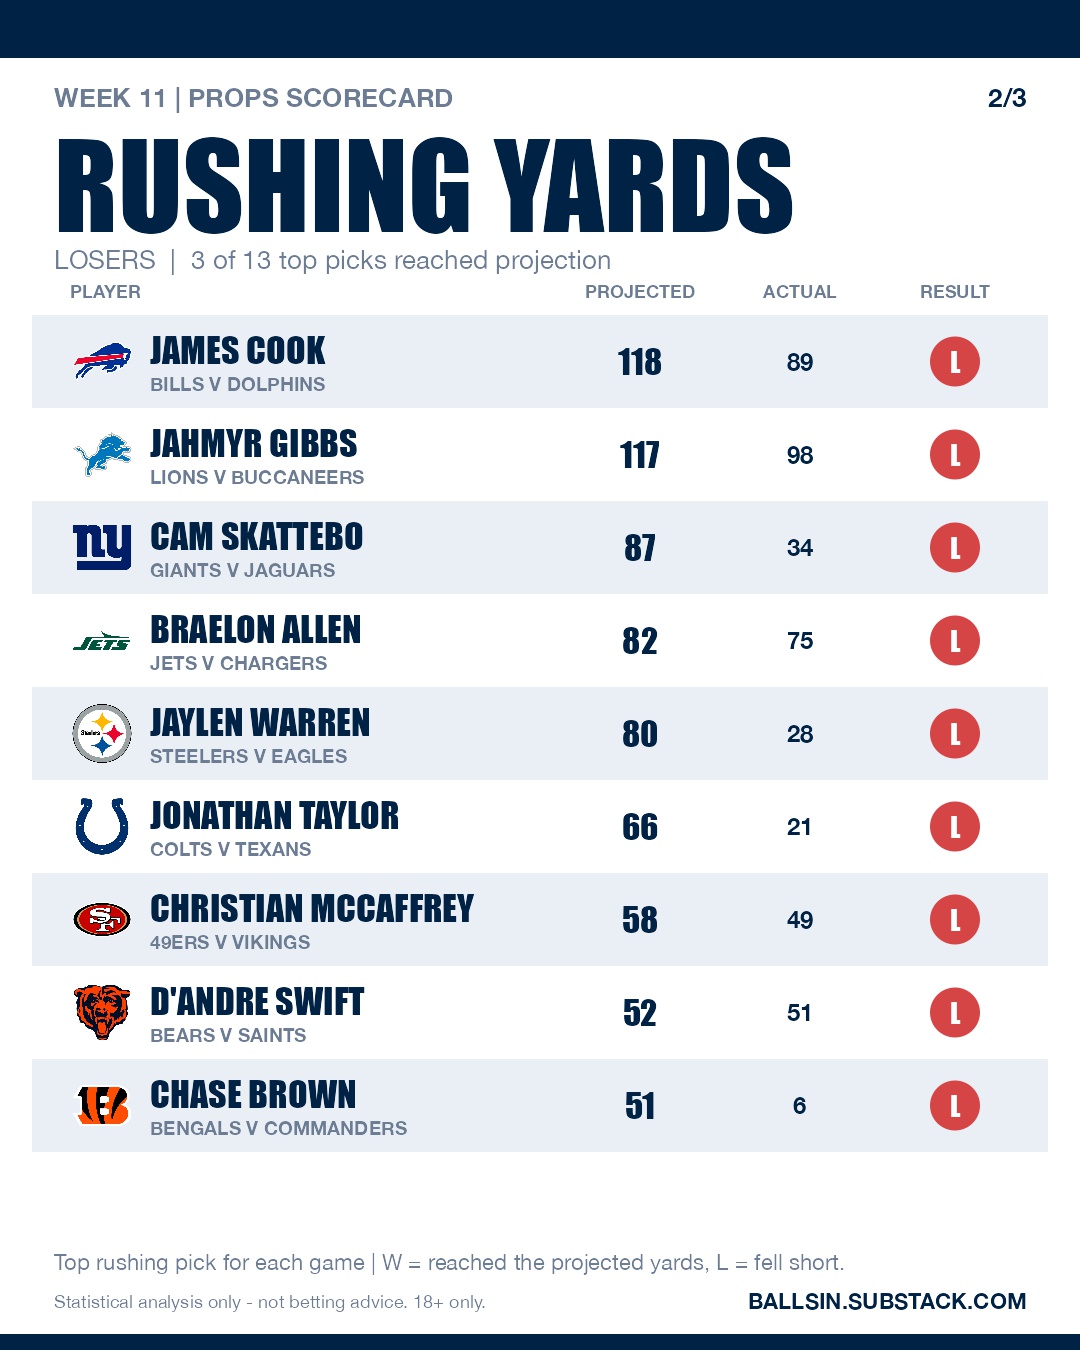 WEEK 11 | PROPS SCORECARD 2/3
RUSHING YARDS
LOSERS | 3 of 13 top picks reached projection
PLAYER PROJECTED ACTUAL RESULT
JAMES COOK 118 89 L
BILLS V DOLPHINS
JAHMYR GIBBS 117 98 L
LIONS V BUCCANEERS
ny CAM SKATTEBO 87 34 L
GIANTS V JAGUARS
JETS BRAELON ALLEN 82 75 L
JETS V CHARGERS
Steelers JAYLEN WARREN 80 28 L
STEELERS V EAGLES
JONATHAN TAYLOR 66 21 L
COLTS V TEXANS
SF CHRISTIAN MCCAFFREY 58 49 L
49ERS V VIKINGS
D'ANDRE SWIFT 52 51 L
BEARS V SAINTS
B CHASE BROWN 51 6 L
BENGALS V COMMANDERS
Top rushing pick for each game | W = reached the projected yards, L = fell short.
Statistical analysis only - not betting advice. 18+ only. BALLSIN.SUBSTACK.COM